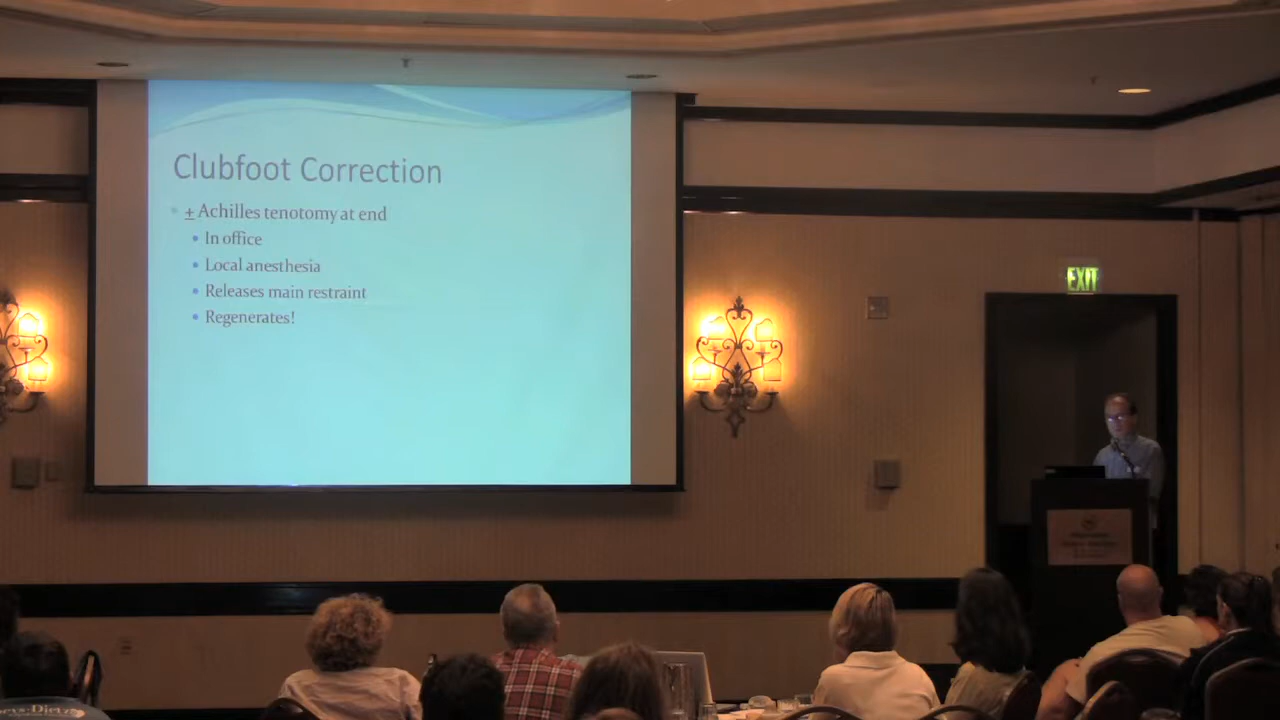 Clubfoot Correction
± Achilles tenotomy at end
In office
Local anesthesia
Releases main restraint
Regenerates!
EXIT